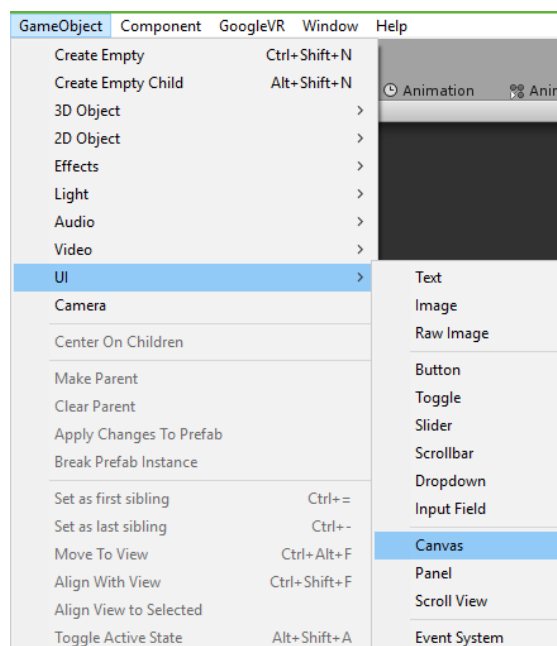 GameObject Component GoogleVR Window Help
Create Empty Ctrl+Shift+N
Create Empty Child Alt+Shift+N
Animation
3D Object
2D Object
Effects
Light
Audio
Video
UI
Camera
Center On Children
Make Parent
Clear Parent
Apply Changes To Prefab
Break Prefab Instance
Set as first sibling Ctrl+=
Set as last sibling Ctrl+-
Move To View Ctrl+Alt+F
Align With View Ctrl+Shift+F
Align View to Selected
Toggle Active State Alt+Shift+A
Text
Image
Raw Image
Button
Toggle
Slider
Scrollbar
Dropdown
Input Field
Canvas
Panel
Scroll View
Event System